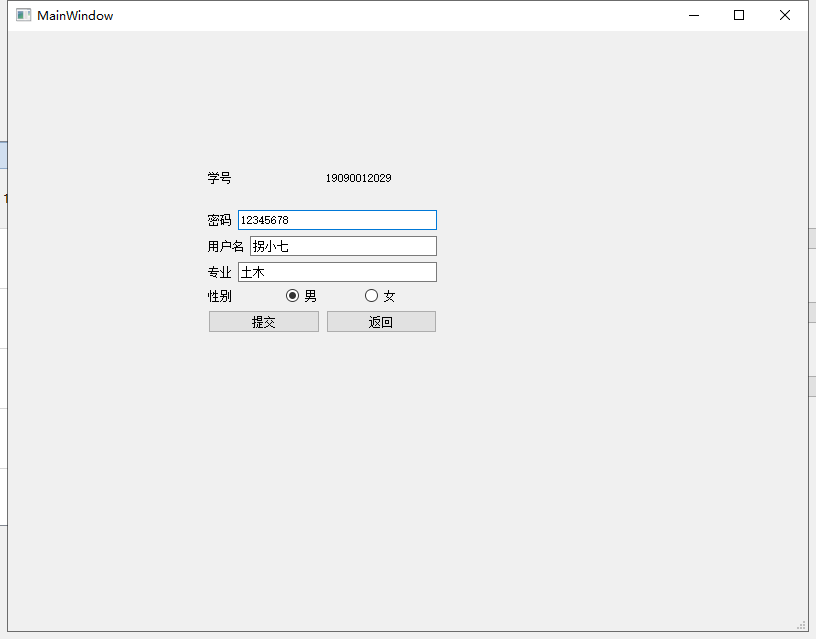 MainWindow
学号 19090012029
密码 12345678
用户名 拐小七
专业 土木
性别 男 女
提交 返回